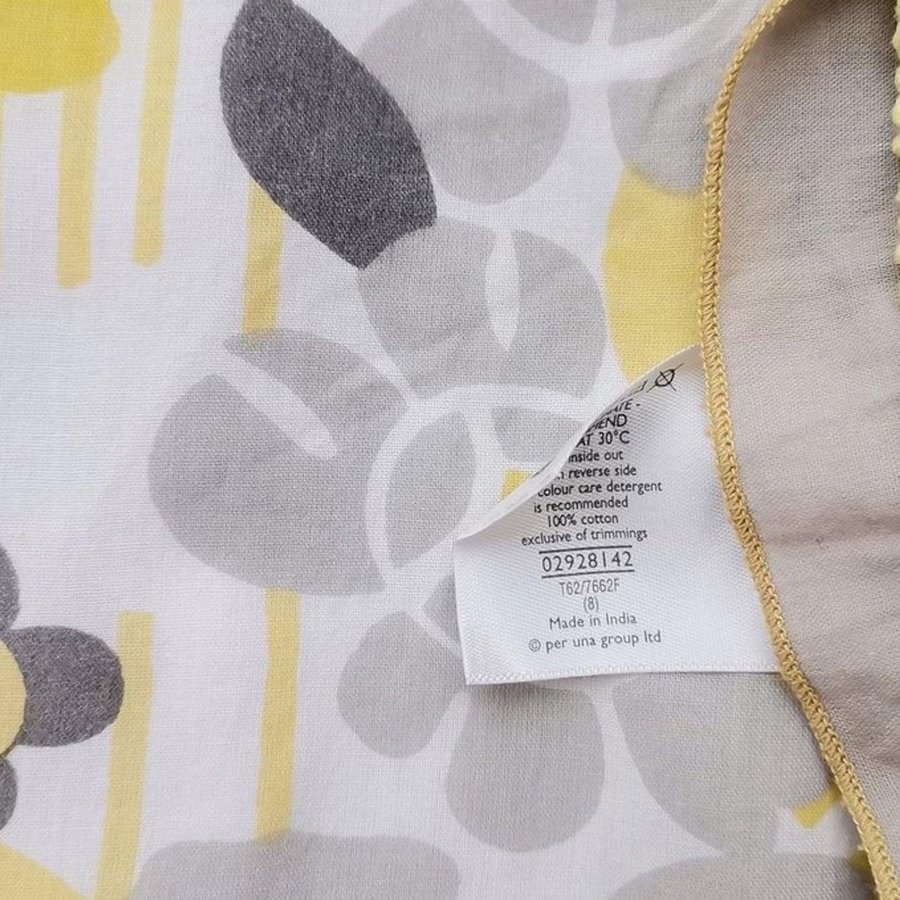 AT 30°C
inside out
reverse side
colour care detergent
is recommended
100% cotton
exclusive of trimmings
02928142
T62/7662F
(8)
Made in India
© per una group ltd